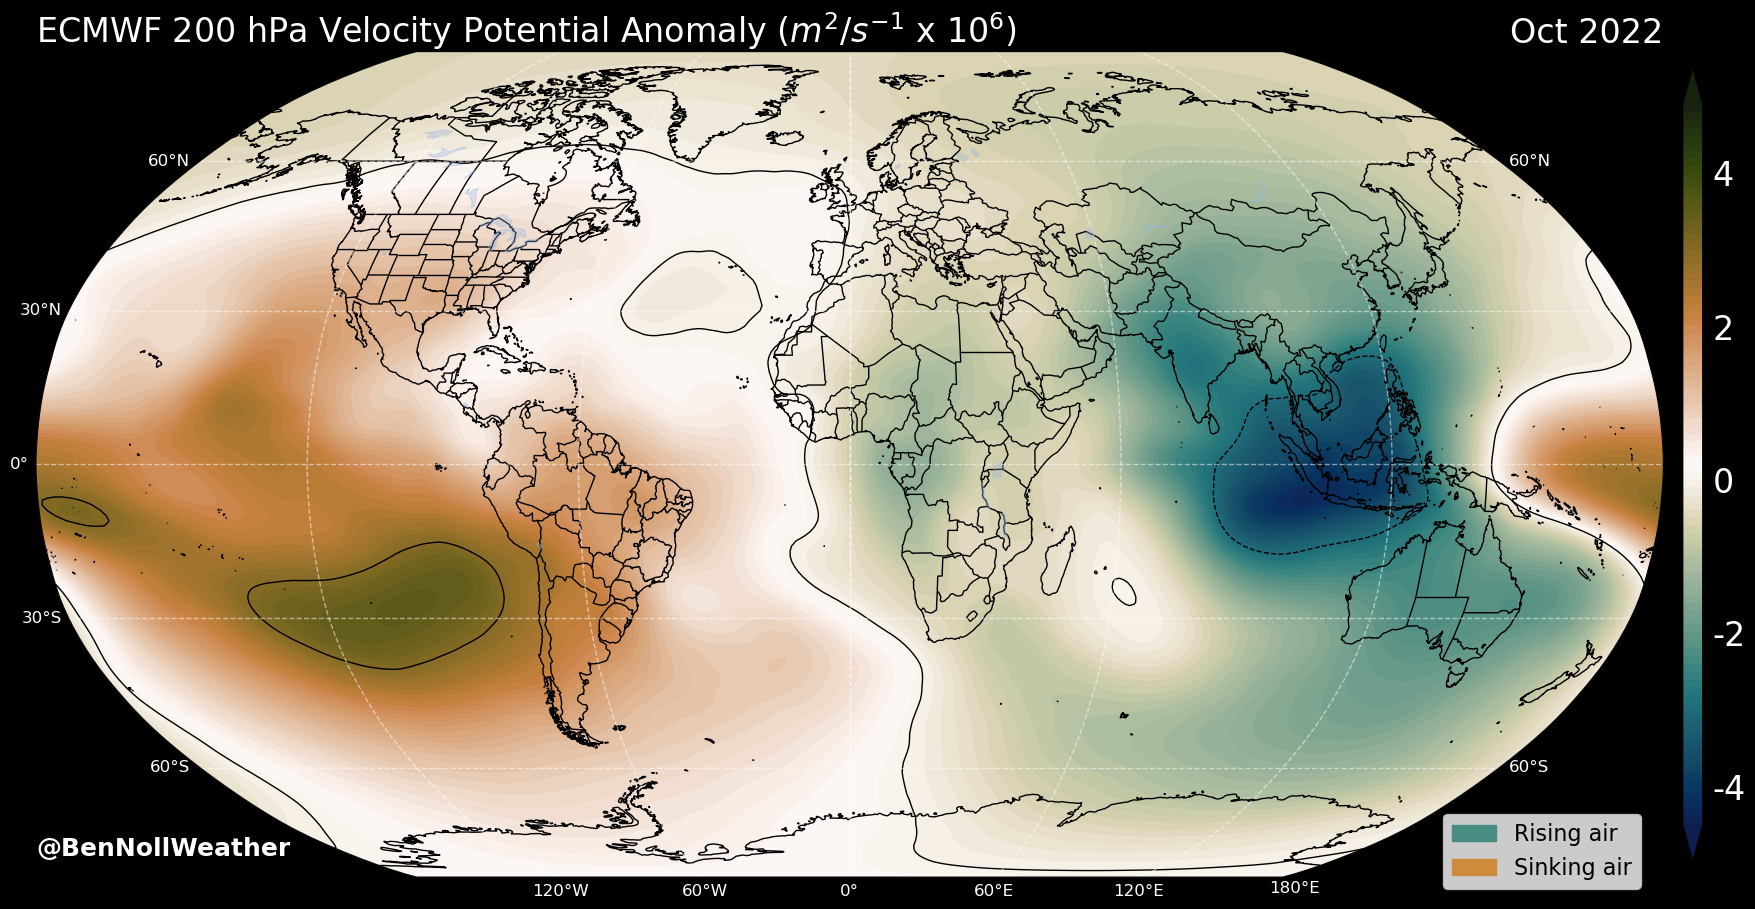 ECMWF 200 hPa Velocity Potential Anomaly (m²/s⁻¹ x 10⁶)
Oct 2022
60°N
60°N
4
30°N
2
0°
0
30°S
-2
60°S
60°S
-4
@BenNollWeather
Rising air
Sinking air
120°W
60°W
0°
60°E
120°E
180°E